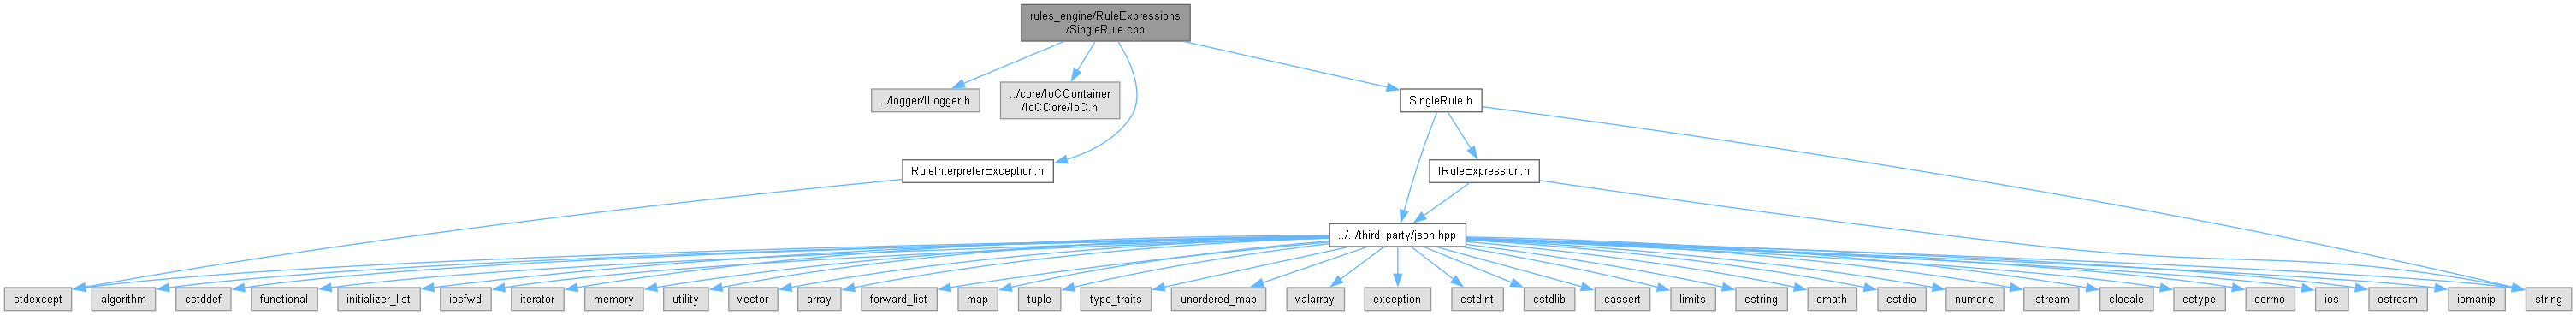 rules_engine/RuleExpressions
/SingleRule.cpp
../logger/ILogger.h
../core/IoCContainer
/IoCCore/IoC.h
SingleRule.h
RuleInterpreterException.h
IRuleExpression.h
../../third_party/json.hpp
stdexcept
algorithm
cstddef
functional
initializer_list
iosfwd
iterator
memory
utility
vector
array
forward_list
map
tuple
type_traits
unordered_map
valarray
exception
cstdint
cstdlib
cassert
limits
cstring
cmath
cstdio
numeric
istream
clocale
cctype
cerrno
ios
ostream
iomanip
string